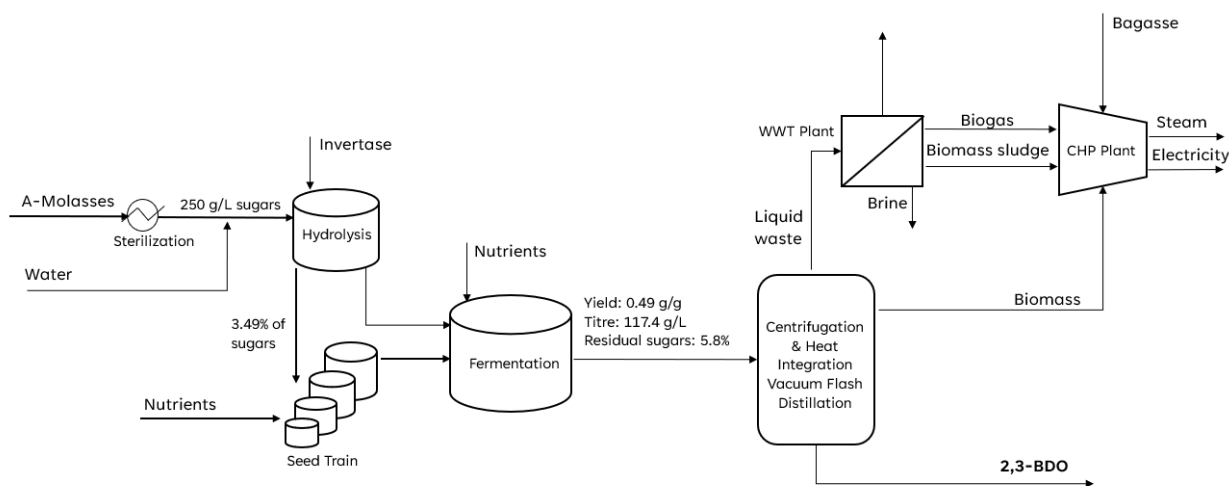 Bagasse
Biogas
Steam
WWT Plant
Biomass sludge
CHP Plant
Electricity
Invertase
A-Molasses
250 g/L sugars
Brine
Sterilization
Hydrolysis
Liquid
waste
Water
Nutrients
Biomass
Yield: 0.49 g/g
Titre: 117.4 g/L
Residual sugars: 5.8%
3.49% of
sugars
Fermentation
Centrifugation
& Heat
Integration
Vacuum Flash
Distillation
Nutrients
Seed Train
2,3-BDO